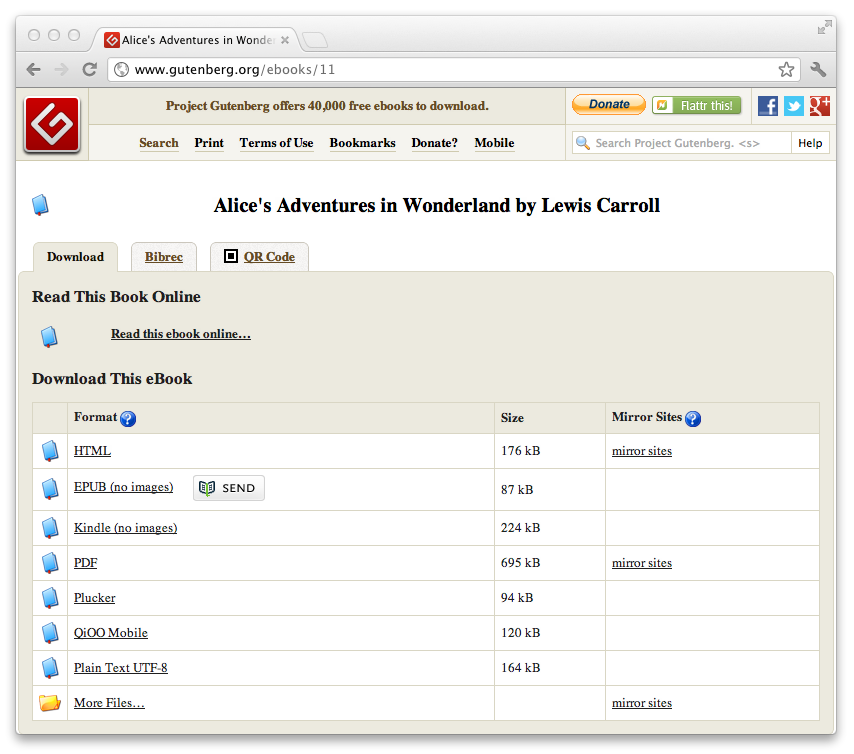 Alice's Adventures in Wonde
www.gutenberg.org/ebooks/11
Project Gutenberg offers 40,000 free ebooks to download.
Donate
Flattr this!
Search Print Terms of Use Bookmarks Donate? Mobile
Search Project Gutenberg. <s>
Help
Alice's Adventures in Wonderland by Lewis Carroll
Download Bibrec QR Code
Read This Book Online
Read this ebook online…
Download This eBook
Format ? Size Mirror Sites ?
HTML 176 kB mirror sites
EPUB (no images) SEND 87 kB
Kindle (no images) 224 kB
PDF 695 kB mirror sites
Plucker 94 kB
QiOO Mobile 120 kB
Plain Text UTF-8 164 kB
More Files… mirror sites